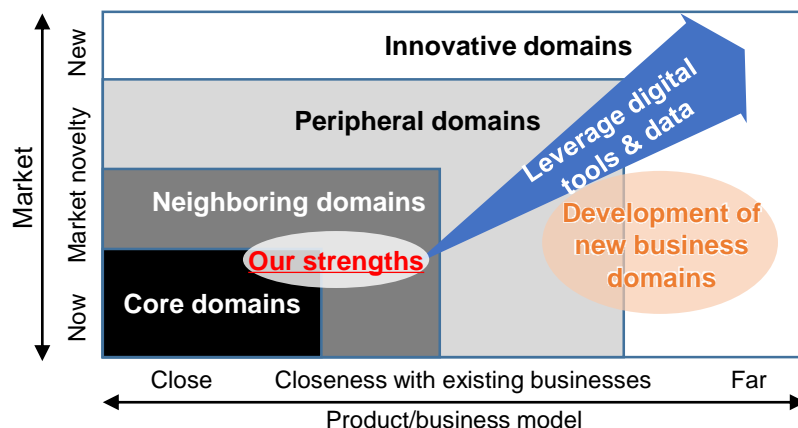 Market
New
Market novelty
Now
Innovative domains
Peripheral domains
Neighboring domains
Core domains
Our strengths
Leverage digital
tools & data
Development of
new business
domains
Close
Closeness with existing businesses
Far
Product/business model